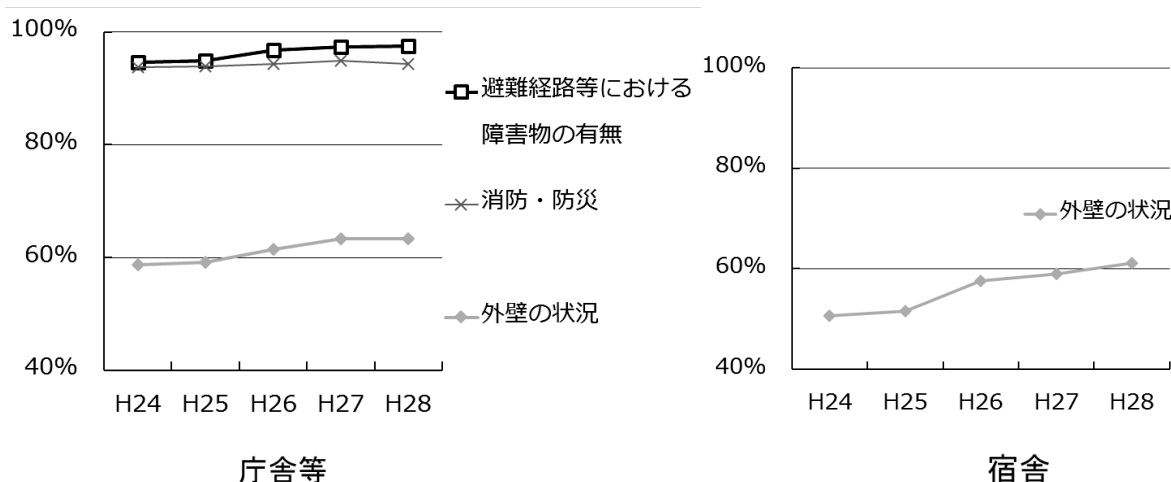 100%
80%
60%
40%
H24 H25 H26 H27 H28
避難経路等における
障害物の有無
消防・防災
外壁の状況
庁舎等
100%
80%
60%
40%
H24 H25 H26 H27 H28
外壁の状況
宿舎